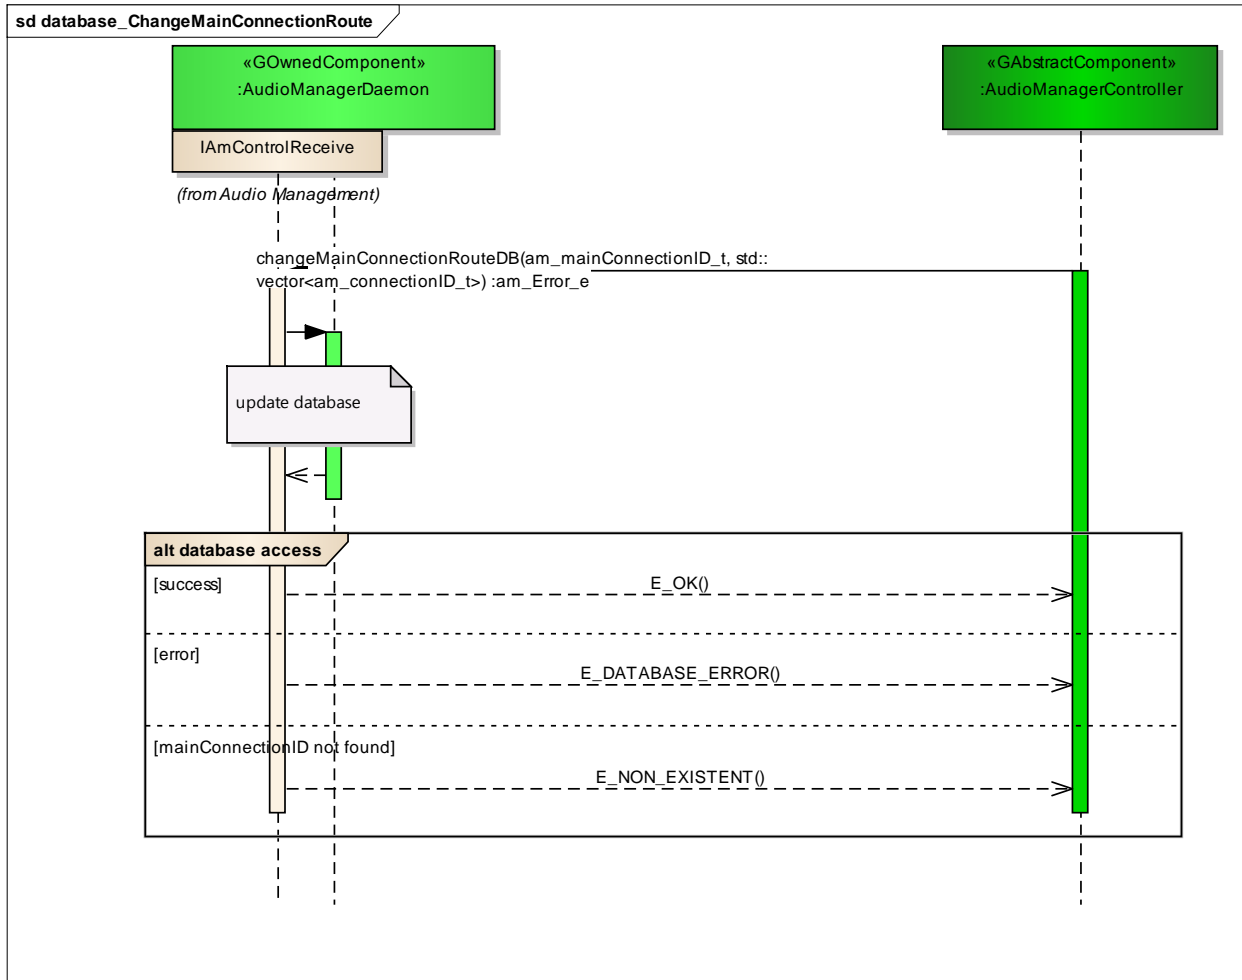 sd database_ChangeMainConnectionRoute
«GOwnedComponent»
:AudioManagerDaemon
«GAbstractComponent»
:AudioManagerController
IAmControlReceive
(from Audio Management)
changeMainConnectionRouteDB(am_mainConnectionID_t, std::
vector<am_connectionID_t>) :am_Error_e
update database
alt database access
[success]
E_OK()
[error]
E_DATABASE_ERROR()
[mainConnectionID not found]
E_NON_EXISTENT()